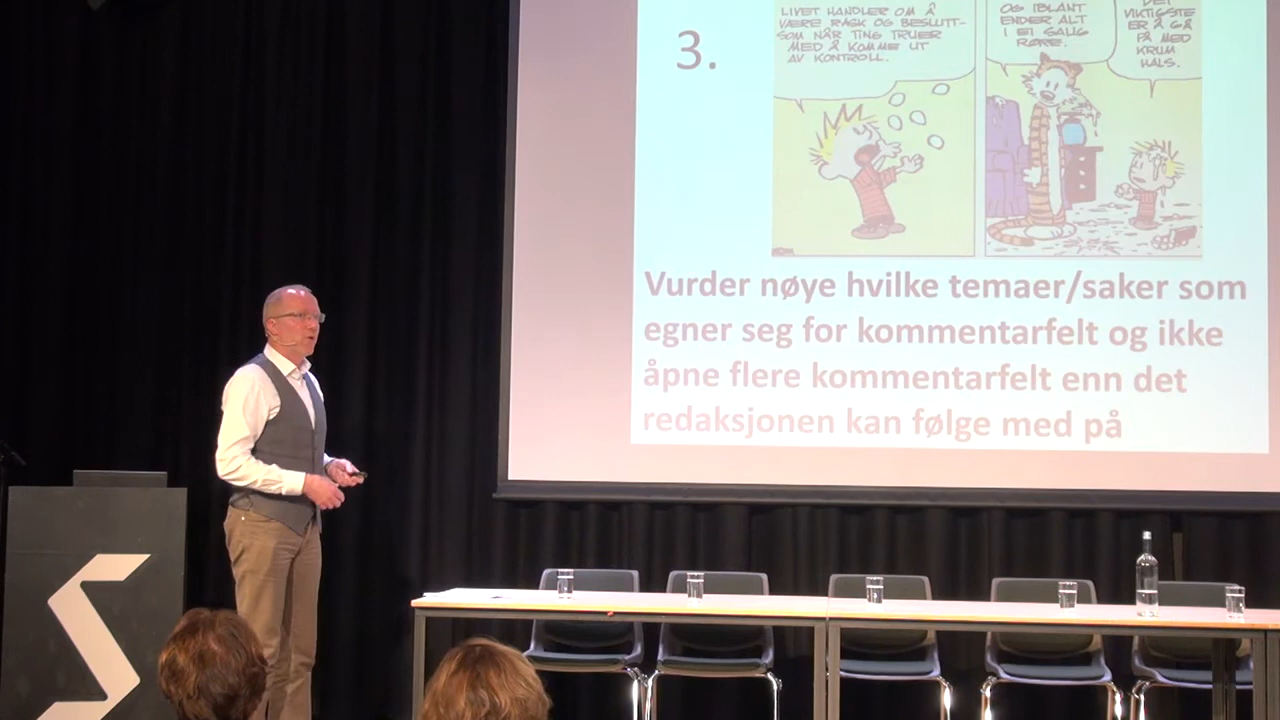 3.
LIVET HANDLER OM Å
VÆRE RASK OG BESLUTT-
SOM NÅR TING TRUER
MED Å KOMME UT
AV KONTROLL.
OG IBLANT
ENDER ALT
I EI SALIG
RØRE.
DET
VIKTIGSTE
ER Å GÅ
PÅ MED
KRUM
HALS.
Vurder nøye hvilke temaer/saker som
egner seg for kommentarfelt og ikke
åpne flere kommentarfelt enn det
redaksjonen kan følge med på